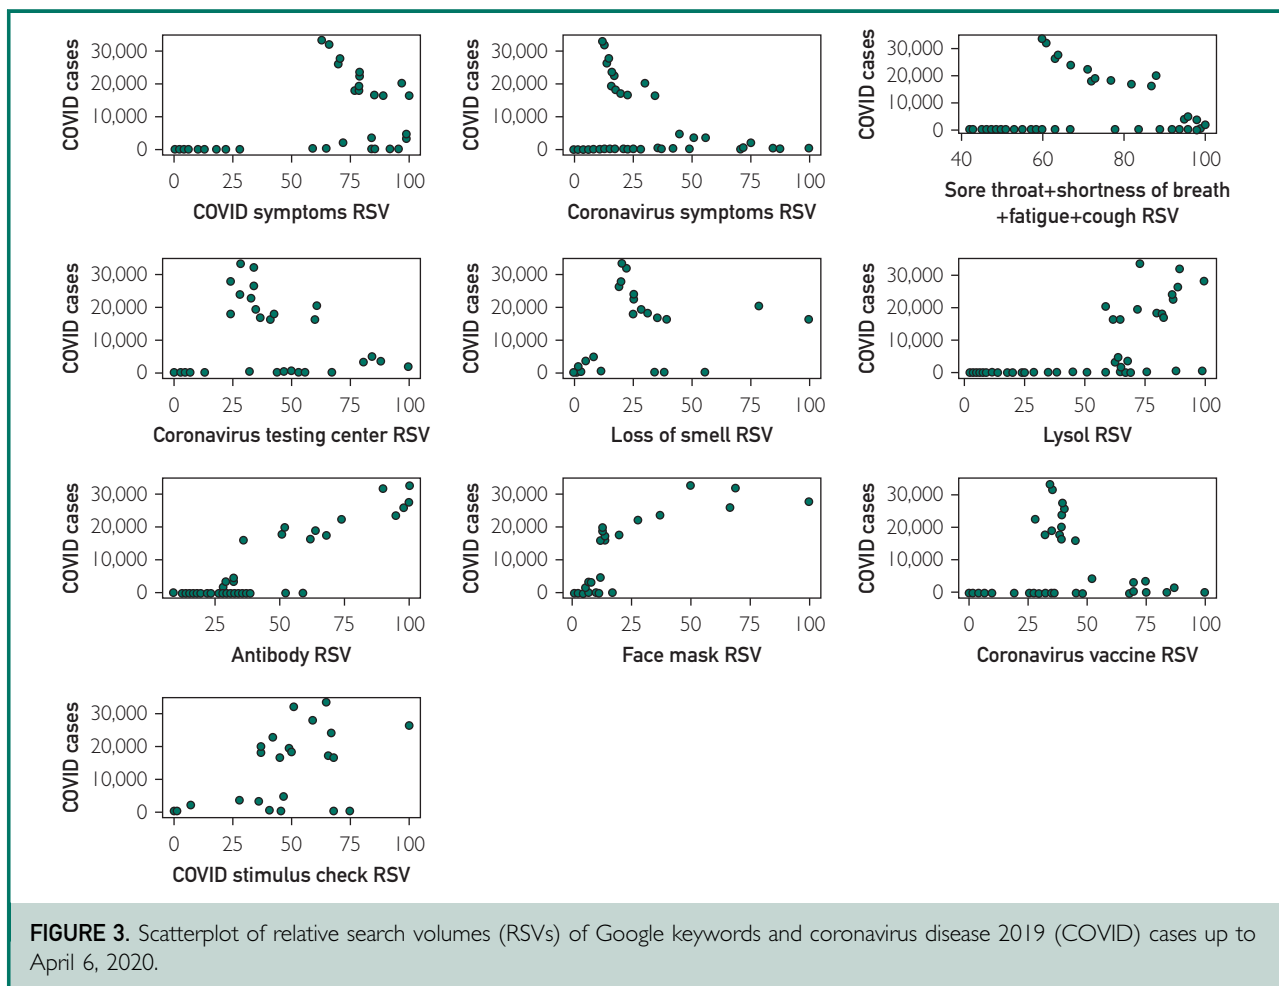 COVID cases
30,000
20,000
10,000
0
0 25 50 75 100
COVID symptoms RSV
COVID cases
30,000
20,000
10,000
0
0 25 50 75 100
Coronavirus symptoms RSV
COVID cases
30,000
20,000
10,000
0
40 60 80 100
Sore throat+shortness of breath
+fatigue+cough RSV
COVID cases
30,000
20,000
10,000
0
0 25 50 75 100
Coronavirus testing center RSV
COVID cases
30,000
20,000
10,000
0
0 25 50 75 100
Loss of smell RSV
COVID cases
30,000
20,000
10,000
0
0 25 50 75 100
Lysol RSV
COVID cases
30,000
20,000
10,000
0
25 50 75 100
Antibody RSV
COVID cases
30,000
20,000
10,000
0
0 25 50 75 100
Face mask RSV
COVID cases
30,000
20,000
10,000
0
0 25 50 75 100
Coronavirus vaccine RSV
COVID cases
30,000
20,000
10,000
0
0 25 50 75 100
COVID stimulus check RSV
FIGURE 3. Scatterplot of relative search volumes (RSVs) of Google keywords and coronavirus disease 2019 (COVID) cases up to
April 6, 2020.